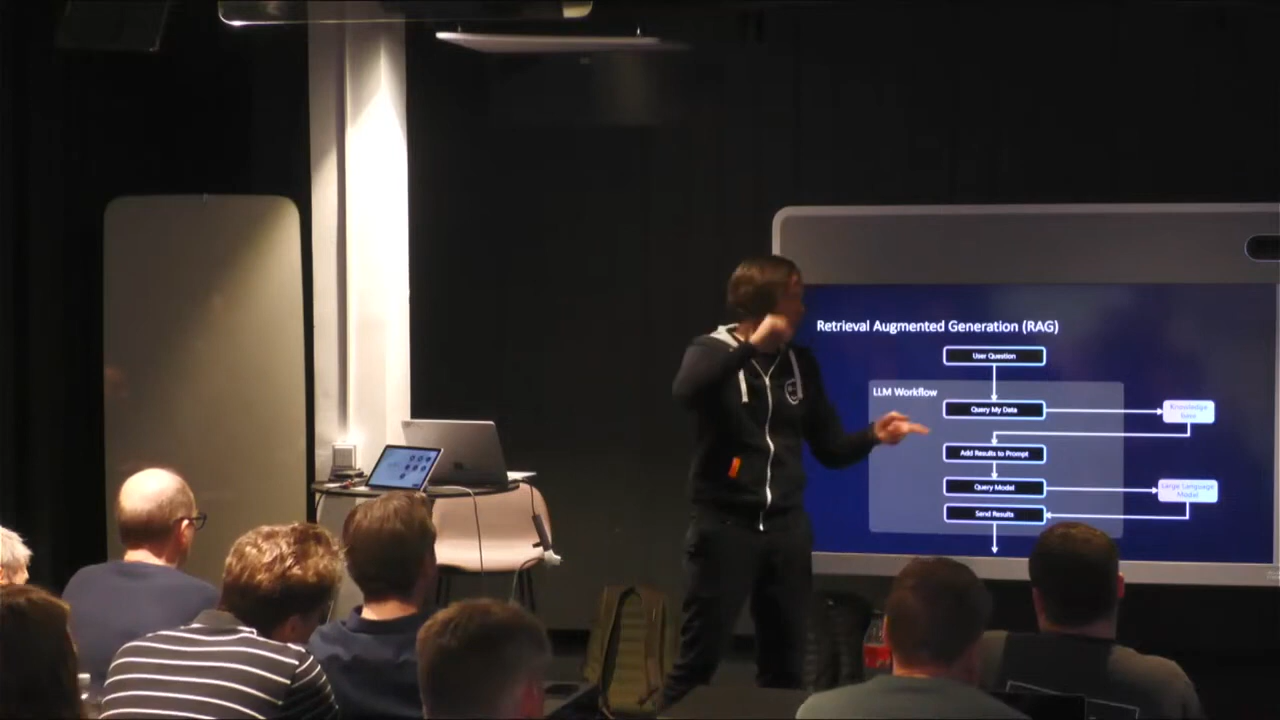 Retrieval Augmented Generation (RAG)
User Question
LLM Workflow
Query My Data
Knowledge
Base
Add Results to Prompt
Query Model
Large Language
Model
Send Results